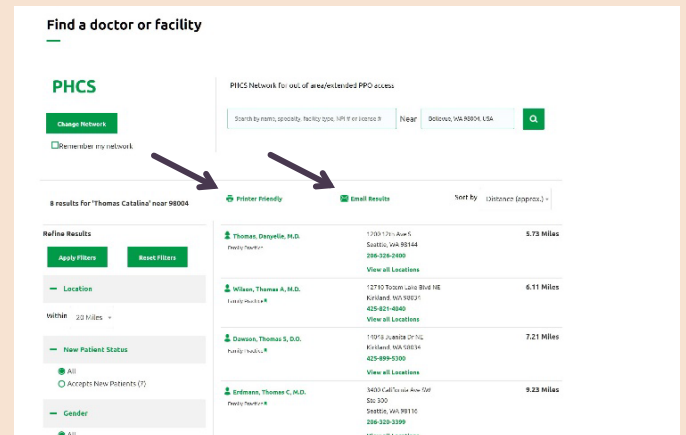 Find a doctor or facility
PHCS
PHCS Network for out of area/extended PPO access
Change Network
Search by name, specialty, facility type, NPI # or license #
Near
Bellevue, WA 98004, USA
Remember my network
8 results for 'Thomas Catalina' near 98004
Printer Friendly
Email Results
Sort by
Distance (approx.)
Refine Results
Apply Filters
Reset Filters
Location
Within
20 Miles
New Patient Status
All
Accepts New Patients (7)
Gender
All
Thomas, Danyelle, M.D.
Family Practice
1200 12th Ave S
Seattle, WA 98144
206-326-2400
View all Locations
5.73 Miles
Wilson, Thomas A, M.D.
Family Practice
12710 Totem Lake Blvd NE
Kirkland, WA 98034
425-821-4040
View all Locations
6.11 Miles
Dawson, Thomas S, D.O.
Family Practice
Juanita Dr NE
Kirkland, WA 98034
425-899-5300
View all Locations
7.21 Miles
Erdmann, Thomas C, M.D.
Family Practice
3400 California Ave SW
Ste 300
Seattle, WA 98116
206-320-3399
View all Locations
9.23 Miles